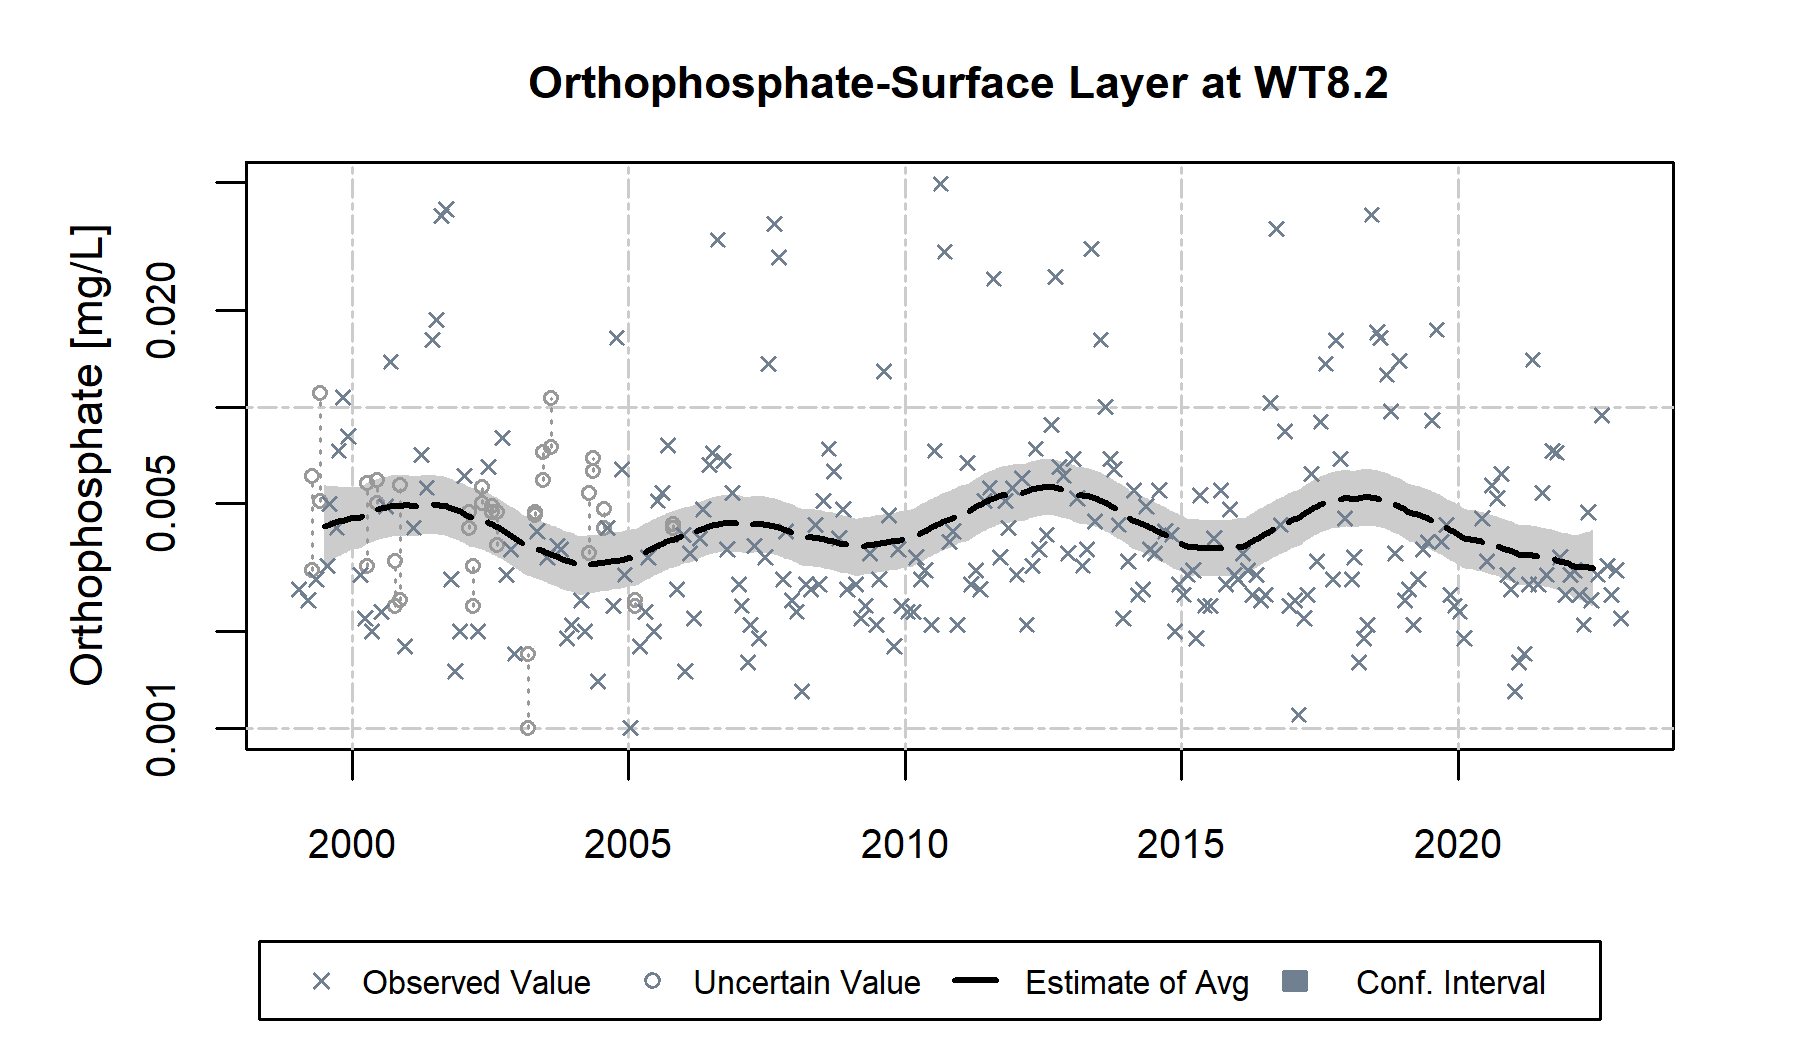 Orthophosphate-Surface Layer at WT8.2
Orthophosphate [mg/L]
0.020
0.005
0.001
2000 2005 2010 2015 2020
Observed Value Uncertain Value Estimate of Avg Conf. Interval